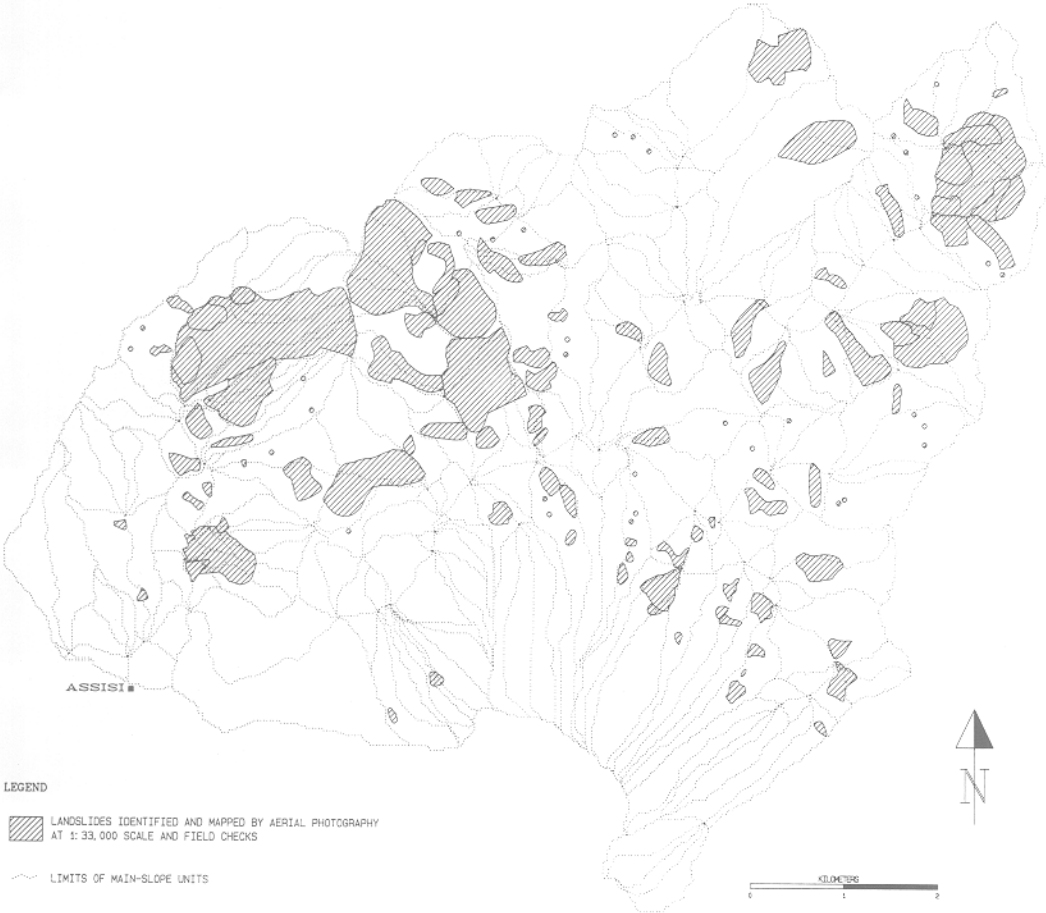 ASSISI
LEGEND
LANDSLIDES IDENTIFIED AND MAPPED BY AERIAL PHOTOGRAPHY
AT 1:33,000 SCALE AND FIELD CHECKS
LIMITS OF MAIN-SLOPE UNITS
N
KILOMETERS
0 1 2